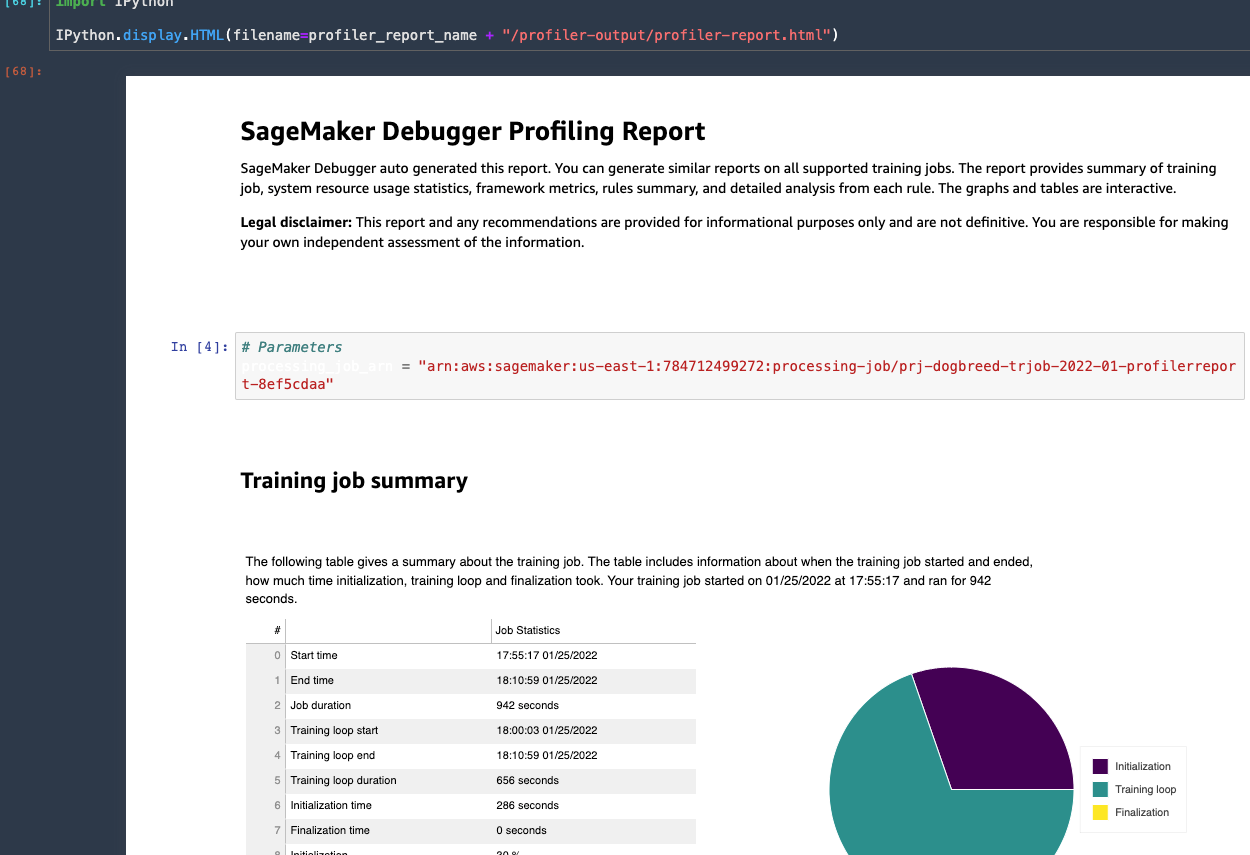 [68]:
import IPython
IPython.display.HTML(filename=profiler_report_name + "/profiler-output/profiler-report.html")
[68]:
SageMaker Debugger Profiling Report
SageMaker Debugger auto generated this report. You can generate similar reports on all supported training jobs. The report provides summary of training
job, system resource usage statistics, framework metrics, rules summary, and detailed analysis from each rule. The graphs and tables are interactive.
Legal disclaimer: This report and any recommendations are provided for informational purposes only and are not definitive. You are responsible for making
your own independent assessment of the information.
In [4]:
# Parameters
processing_job_arn = "arn:aws:sagemaker:us-east-1:784712499272:processing-job/prj-dogbreed-trjob-2022-01-profilerrepor
t-8ef5cdaa"
Training job summary
The following table gives a summary about the training job. The table includes information about when the training job started and ended,
how much time initialization, training loop and finalization took. Your training job started on 01/25/2022 at 17:55:17 and ran for 942
seconds.
# Job Statistics
0 Start time 17:55:17 01/25/2022
1 End time 18:10:59 01/25/2022
2 Job duration 942 seconds
3 Training loop start 18:00:03 01/25/2022
4 Training loop end 18:10:59 01/25/2022
5 Training loop duration 656 seconds
6 Initialization time 286 seconds
7 Finalization time 0 seconds
8 Initialization 30 %
Initialization
Training loop
Finalization